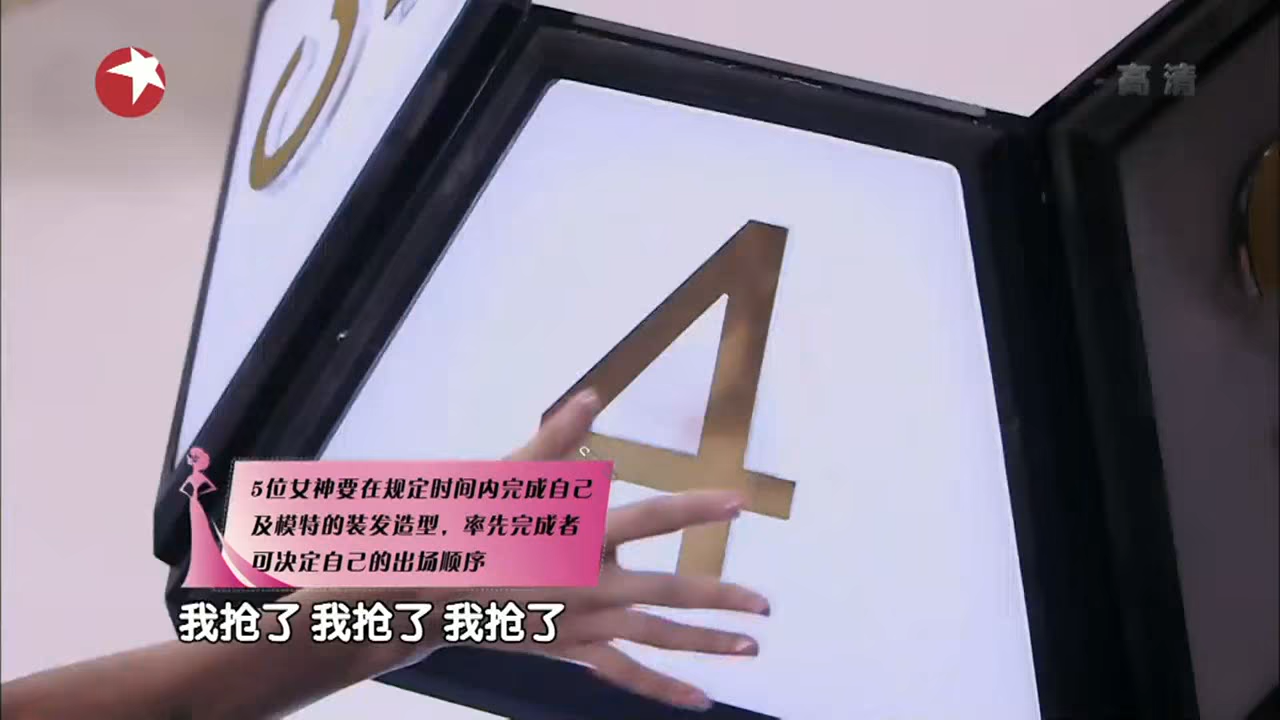 高清
4
5位女神要在规定时间内完成自己
及模特的装发造型，率先完成者
可决定自己的出场顺序
我抢了 我抢了 我抢了